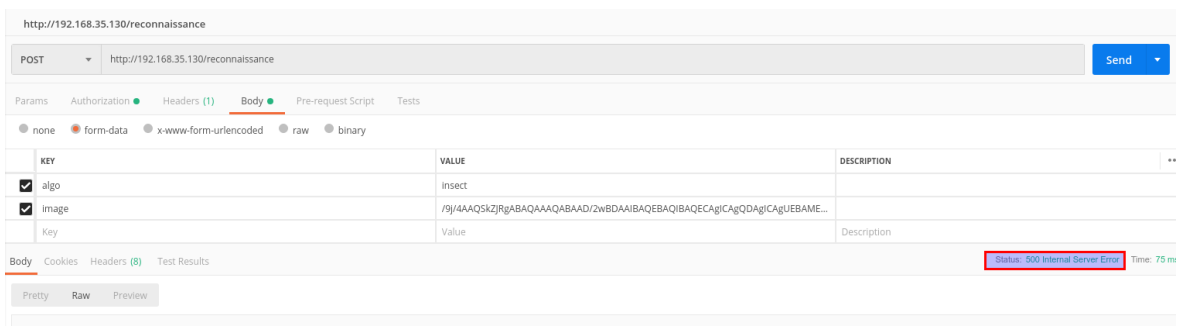 http://192.168.35.130/reconnaissance
POST http://192.168.35.130/reconnaissance Send
Params Authorization Headers (1) Body Pre-request Script Tests
none form-data x-www-form-urlencoded raw binary
KEY VALUE DESCRIPTION
algo insect
image /9j/4AAQSkZJRgABAQAAAQABAAD/2wBDAAIBAQEBAQIBAQECAgICAgQDAgICAgUEBAME...
Key Value Description
Body Cookies Headers (8) Test Results Status: 500 Internal Server Error Time: 75 ms
Pretty Raw Preview